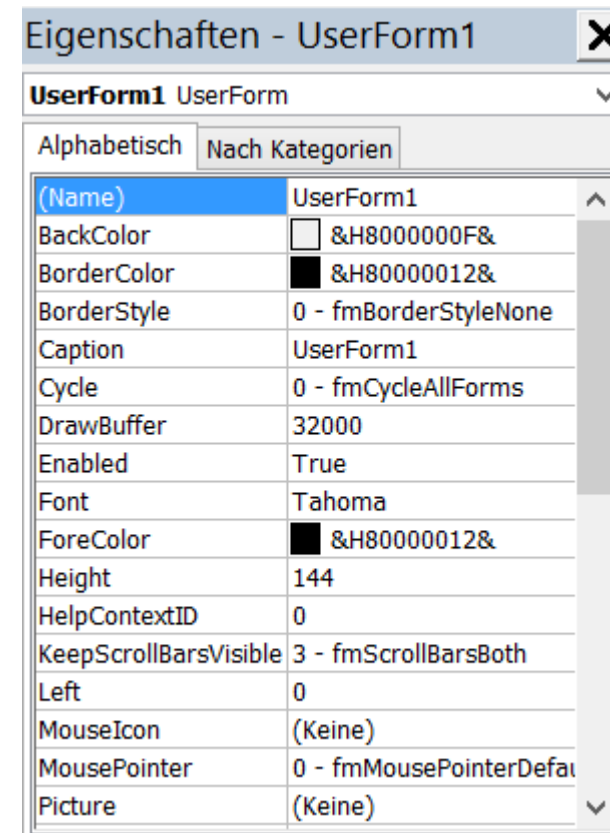 Eigenschaften - UserForm1
UserForm1 UserForm
Alphabetisch Nach Kategorien
(Name) UserForm1
BackColor &H8000000F&
BorderColor &H80000012&
BorderStyle 0 - fmBorderStyleNone
Caption UserForm1
Cycle 0 - fmCycleAllForms
DrawBuffer 32000
Enabled True
Font Tahoma
ForeColor &H80000012&
Height 144
HelpContextID 0
KeepScrollBarsVisible 3 - fmScrollBarsBoth
Left 0
MouseIcon (Keine)
MousePointer 0 - fmMousePointerDefau
Picture (Keine)